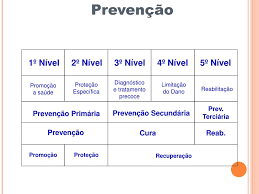 Prevenção
1º Nível 2º Nível 3º Nível 4º Nível 5º Nível
Promoção a saúde Proteção Específica Diagnóstico e tratamento precoce Limitação do Dano Reabilitação
Prevenção Primária Prevenção Secundária Prev. Terciária
Prevenção Cura Reab.
Promoção Proteção Recuperação